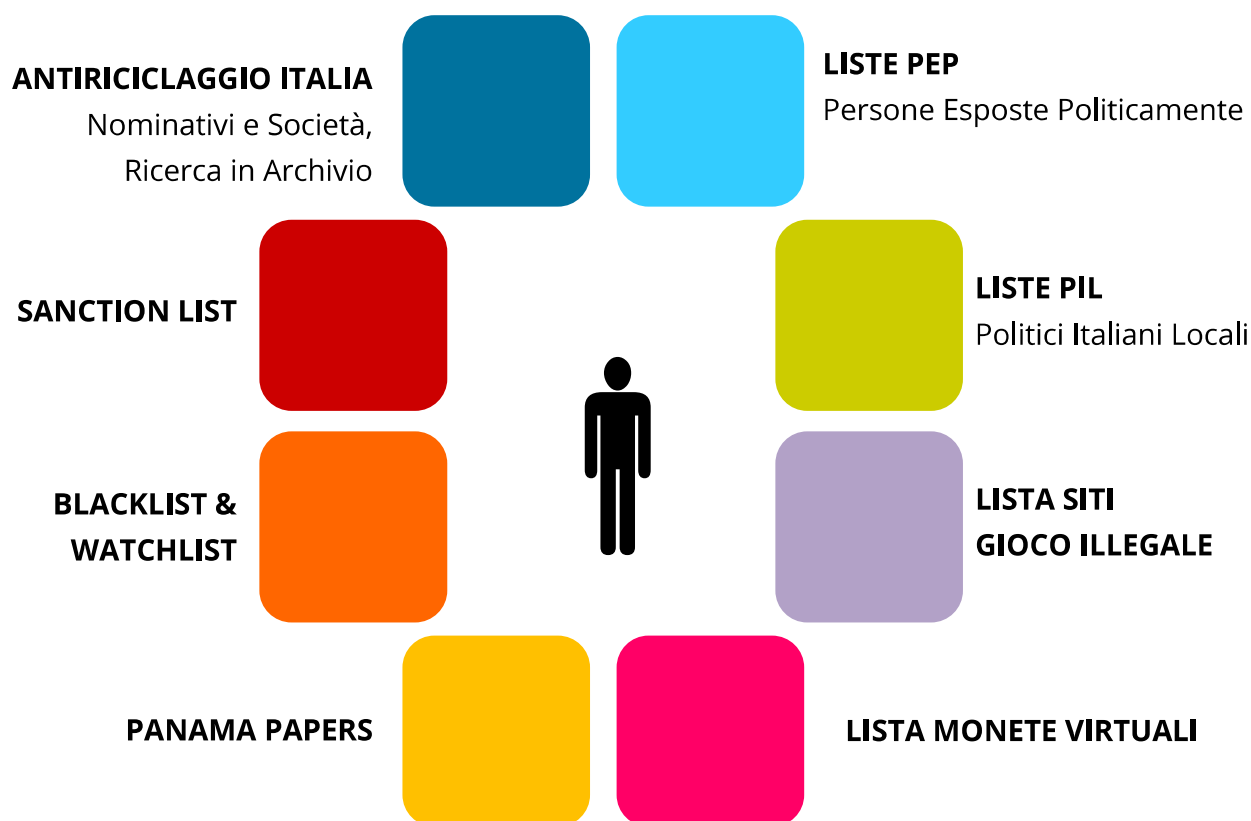 ANTIRICICLAGGIO ITALIA
Nominativi e Società,
Ricerca in Archivio
LISTE PEP
Persone Esposte Politicamente
SANCTION LIST
LISTE PIL
Politici Italiani Locali
BLACKLIST &
WATCHLIST
LISTA SITI
GIOCO ILLEGALE
PANAMA PAPERS
LISTA MONETE VIRTUALI